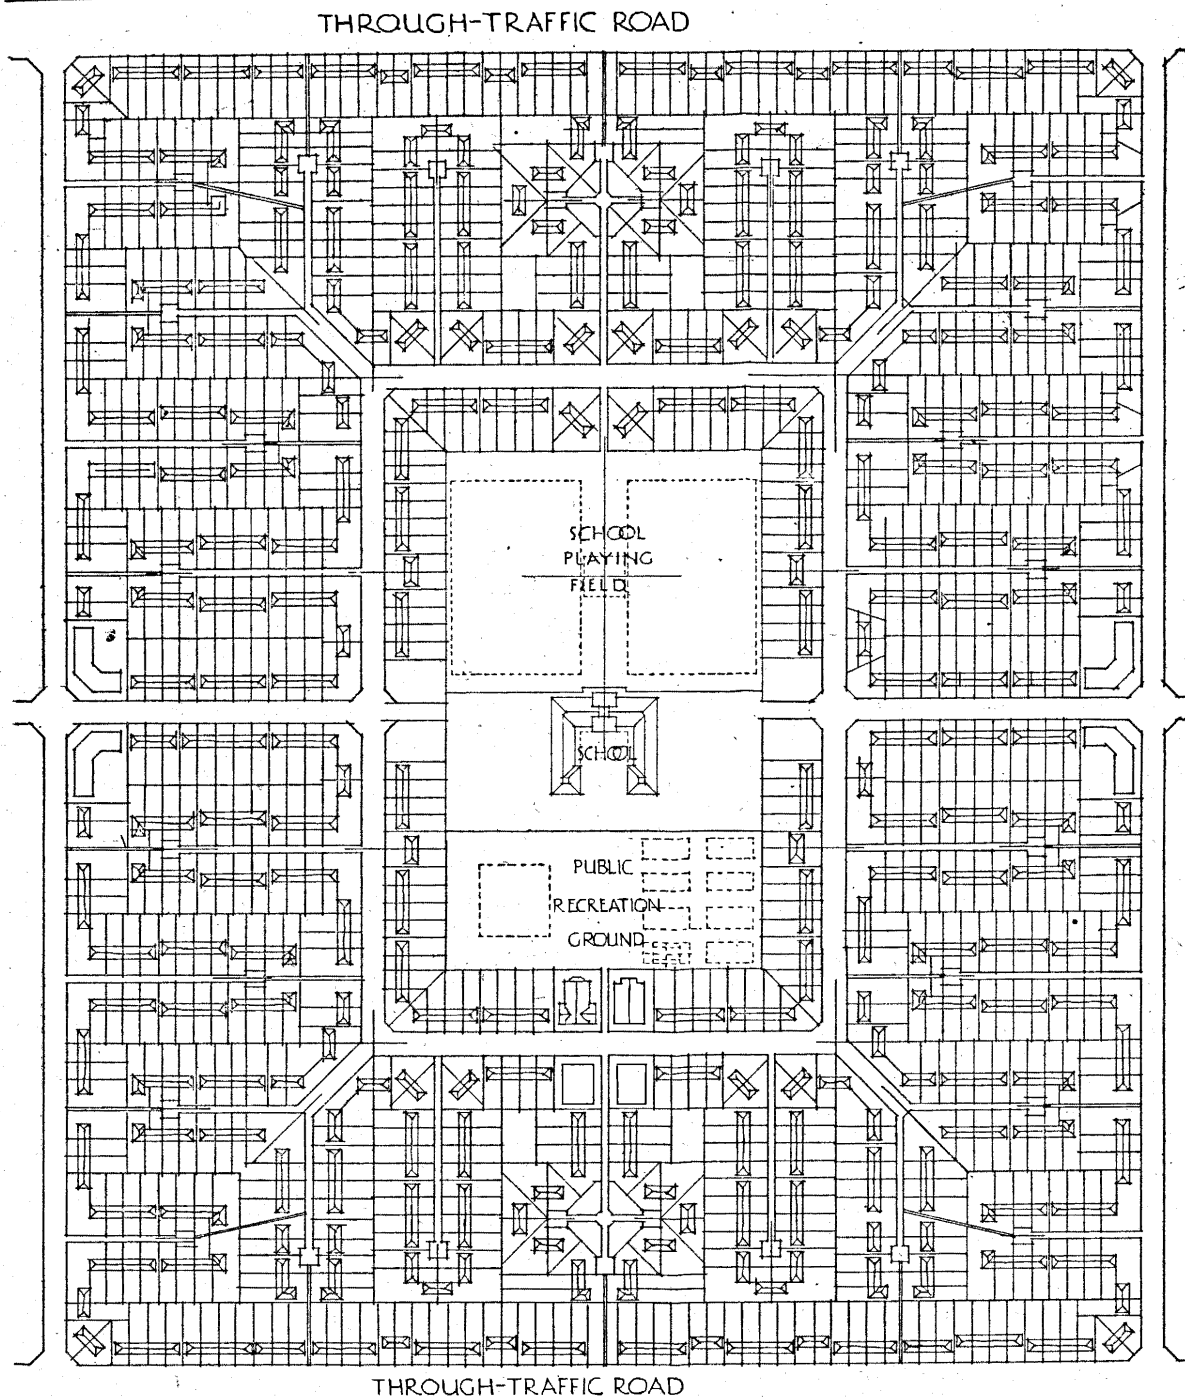 THROUGH-TRAFFIC ROAD
SCHOOL
PLAYING
FIELD
SCHOOL
PUBLIC
RECREATION
GROUND
THROUGH-TRAFFIC ROAD